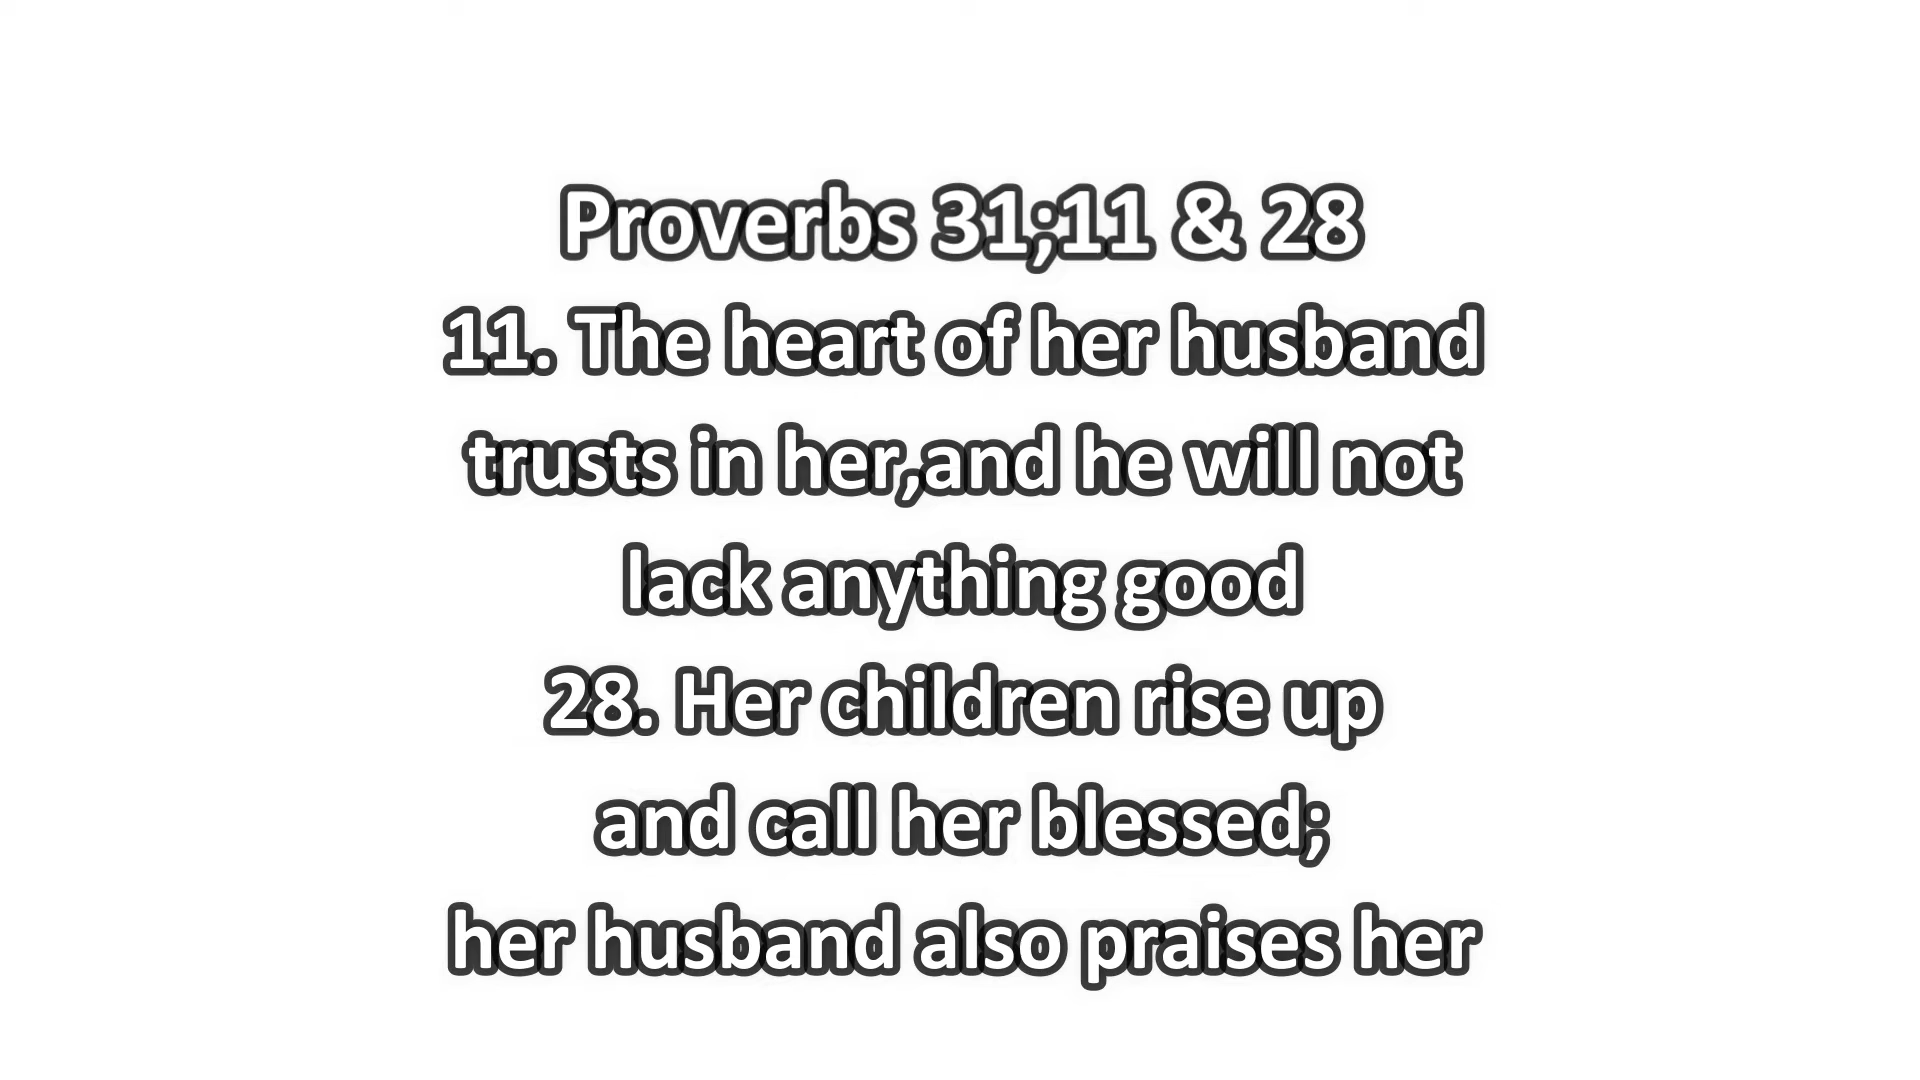 Proverbs 31;11 & 28
11. The heart of her husband
trusts in her,and he will not
lack anything good
28. Her children rise up
and call her blessed;
her husband also praises her